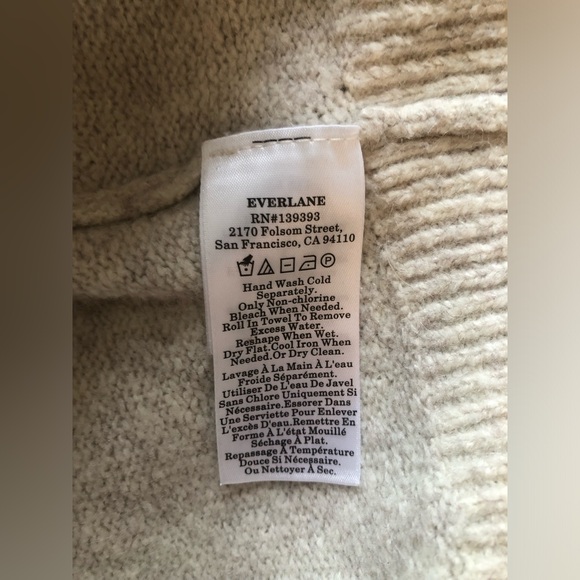 EVERLANE
RN#139393
2170 Folsom Street,
San Francisco, CA 94110
Hand Wash Cold
Separately.
Only Non-chlorine
Bleach When Needed.
Roll In Towel To Remove
Excess Water.
Reshape When Wet.
Dry Flat.Cool Iron When
Needed.Or Dry Clean.
Lavage À La Main À L'eau
Froide Séparément.
Utiliser De L'eau De Javel
Sans Chlore Uniquement Si
Nécessaire.Essorer Dans
Une Serviette Pour Enlever
L'excès D'eau.Remettre En
Forme À L'état Mouillé
Séchage À Plat.
Repassage À Température
Douce Si Nécessaire.
Ou Nettoyer À Sec.